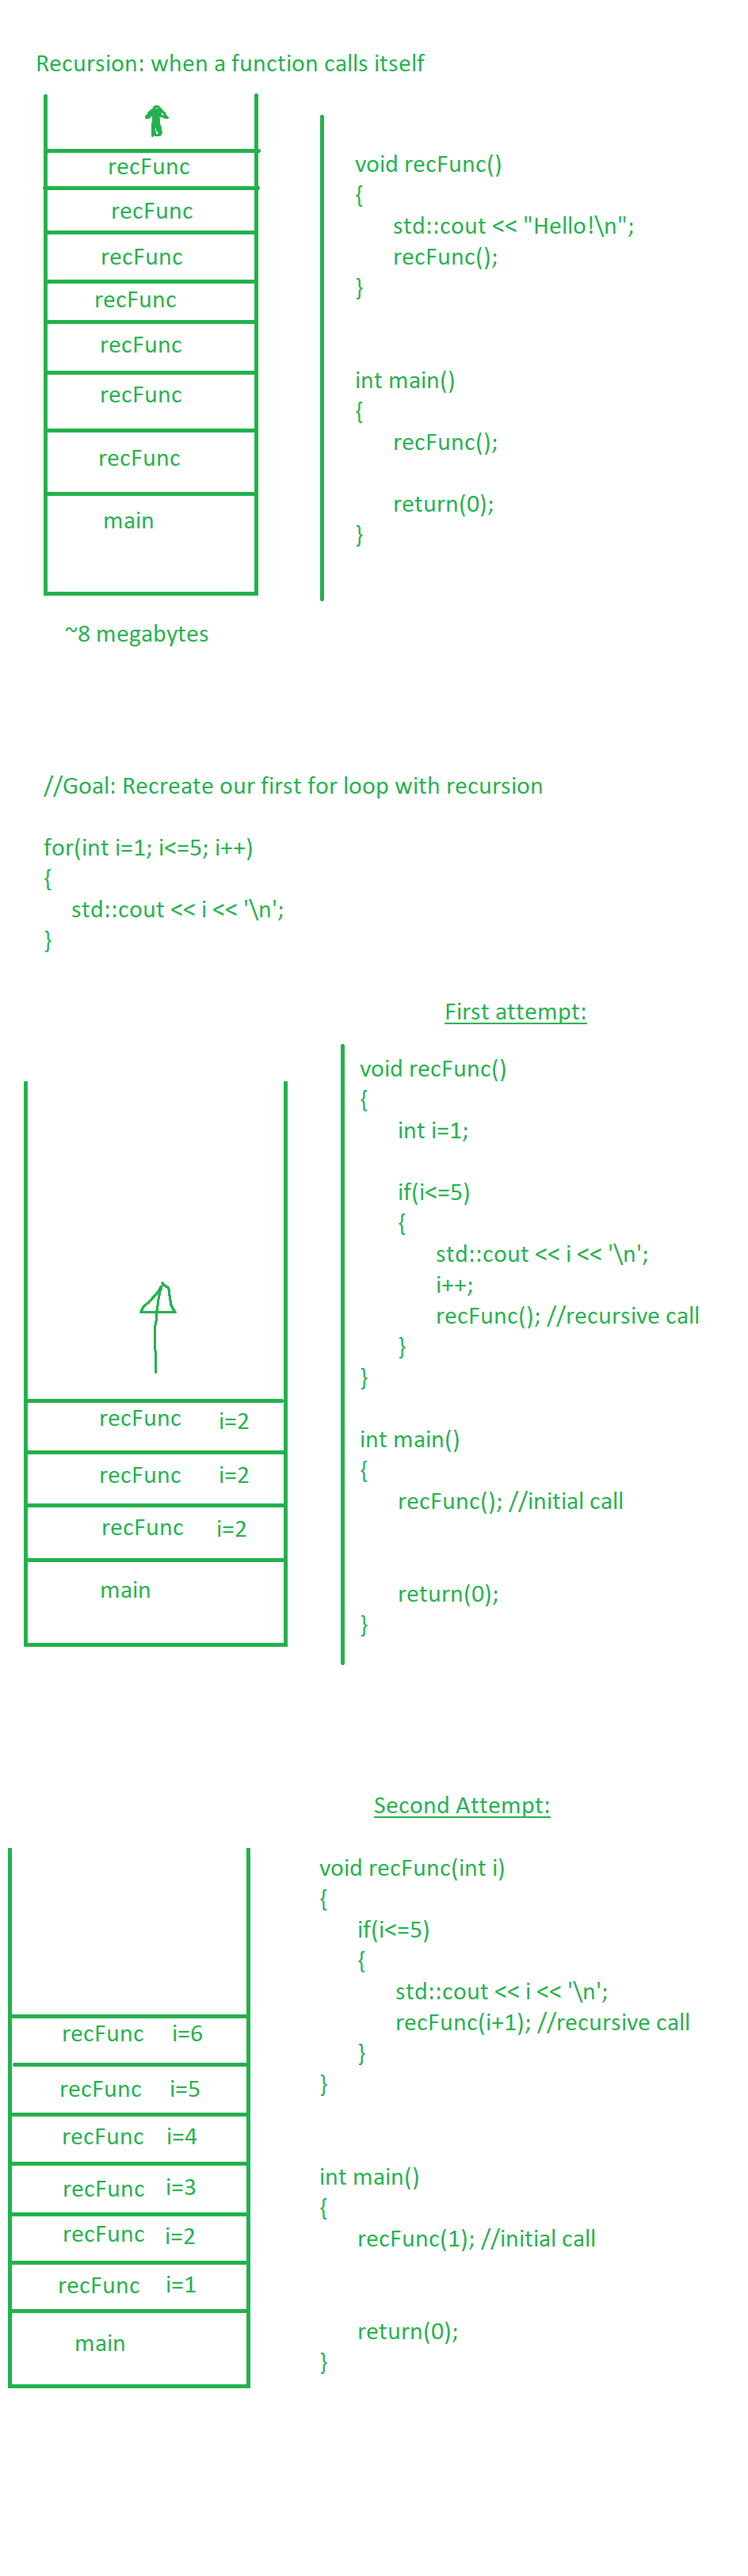 Recursion: when a function calls itself
recFunc
recFunc
recFunc
recFunc
recFunc
recFunc
recFunc
main
~8 megabytes
void recFunc()
{
std::cout << "Hello!\n";
recFunc();
}
int main()
{
recFunc();
return(0);
}
//Goal: Recreate our first for loop with recursion
for(int i=1; i<=5; i++)
{
std::cout << i << '\n';
}
First attempt:
recFunc i=2
recFunc i=2
recFunc i=2
main
void recFunc()
{
int i=1;
if(i<=5)
{
std::cout << i << '\n';
i++;
recFunc(); //recursive call
}
}
int main()
{
recFunc(); //initial call
return(0);
}
Second Attempt:
recFunc i=6
recFunc i=5
recFunc i=4
recFunc i=3
recFunc i=2
recFunc i=1
main
void recFunc(int i)
{
if(i<=5)
{
std::cout << i << '\n';
recFunc(i+1); //recursive call
}
}
int main()
{
recFunc(1); //initial call
return(0);
}